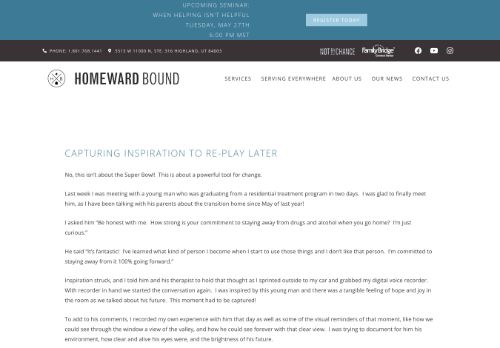 UPCOMING SEMINAR:
WHEN HELPING ISN'T HELPFUL
TUESDAY, MAY 27TH
6:00 PM MST
REGISTER TODAY
PHONE: 1.801.768.1441
5513 W 11000 N, STE. 316 HIGHLAND, UT 84003
NOT BY CHANCE
FamilyBridge
HOMEWARD BOUND
SERVICES
SERVING EVERYWHERE
ABOUT US
OUR NEWS
CONTACT US
CAPTURING INSPIRATION TO RE-PLAY LATER
No, this isn't about the Super Bowl!  This is about a powerful tool for change.
Last week I was meeting with a young man who was graduating from a residential treatment program in two days.  I was glad to finally meet
him, as I have been talking with his parents about the transition home since May of last year!
I asked him "Be honest with me.  How strong is your commitment to staying away from drugs and alcohol when you go home?  I'm just
curious."
He said "It's fantastic!  I've learned what kind of person I become when I start to use those things and I don't like that person.  I'm committed to
staying away from it 100% going forward."
Inspiration struck, and I told him and his therapist to hold that thought as I sprinted outside to my car and grabbed my digital voice recorder.
With recorder in hand we started the conversation again.  I was inspired by this young man and there was a tangible feeling of hope and joy in
the room as we talked about his future.  This moment had to be captured!
To add to his comments, I recorded my own experience with him that day as well as some of the visual reminders of that moment, like how we
could see through the window a view of the valley, and how he could see forever with that clear view.  I was trying to document for him his
environment, how clear and alive his eyes were, and the brightness of his future.